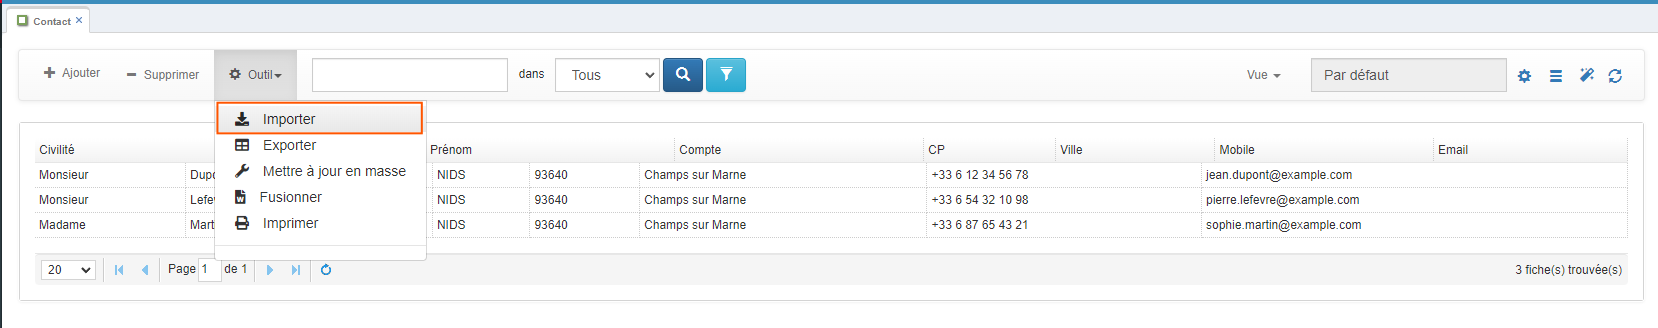 Contact ×
Ajouter Supprimer Outil dans Tous Vue Par défaut
Importer
Exporter
Mettre à jour en masse
Fusionner
Imprimer
Civilité Prénom Compte CP Ville Mobile Email
Monsieur Dupo NIDS 93640 Champs sur Marne +33 6 12 34 56 78 jean.dupont@example.com
Monsieur Lefev NIDS 93640 Champs sur Marne +33 6 54 32 10 98 pierre.lefevre@example.com
Madame Mart NIDS 93640 Champs sur Marne +33 6 87 65 43 21 sophie.martin@example.com
20 Page 1 de 1 3 fiche(s) trouvée(s)